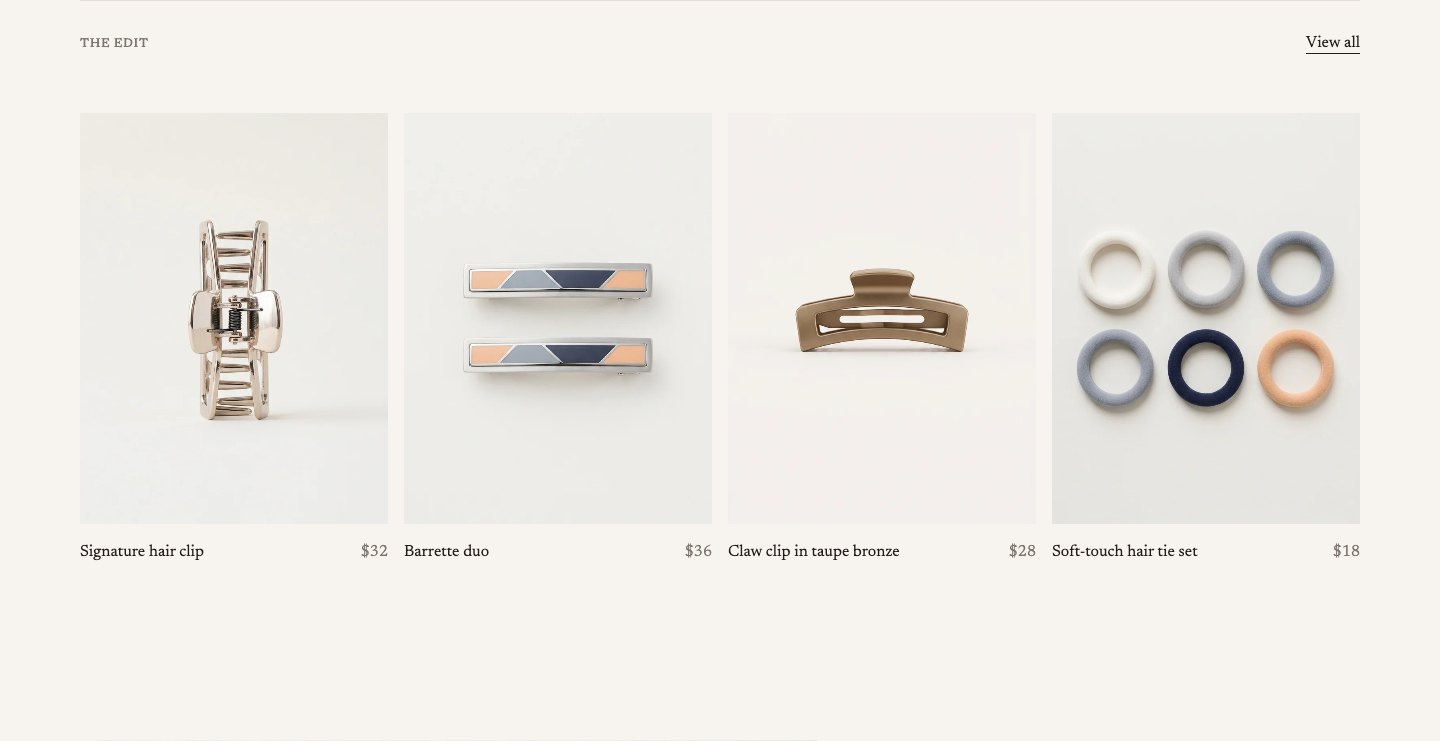 THE EDIT
View all
Signature hair clip $32
Barrette duo $36
Claw clip in taupe bronze $28
Soft-touch hair tie set $18